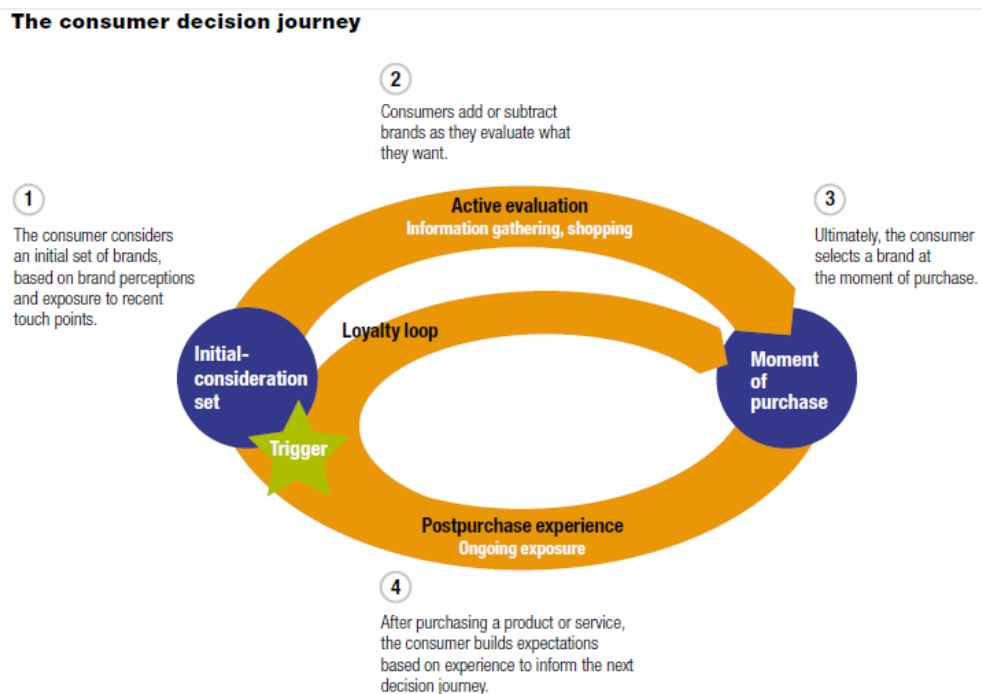 The consumer decision journey
2
Consumers add or subtract
brands as they evaluate what
they want.
1
The consumer considers
an initial set of brands,
based on brand perceptions
and exposure to recent
touch points.
3
Ultimately, the consumer
selects a brand at
the moment of purchase.
Active evaluation
Information gathering, shopping
Loyalty loop
Initial-
consideration
set
Moment
of
purchase
Trigger
Postpurchase experience
Ongoing exposure
4
After purchasing a product or service,
the consumer builds expectations
based on experience to inform the next
decision journey.